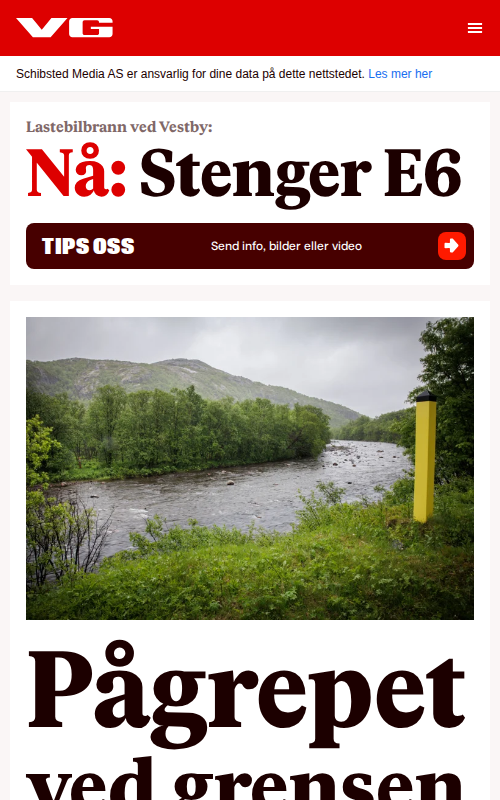 VG
Schibsted Media AS er ansvarlig for dine data på dette nettstedet. Les mer her
Lastebilbrann ved Vestby:
Nå: Stenger E6
TIPS OSS
Send info, bilder eller video
Pågrepet
ved grensen